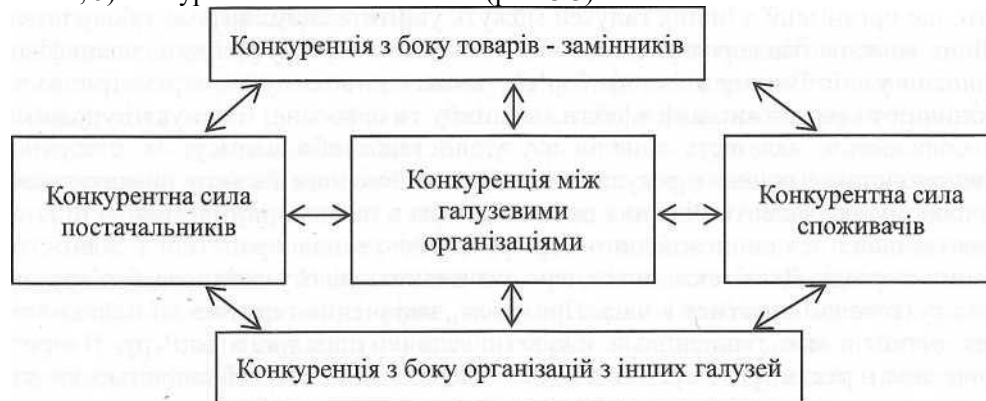 Конкуренція з боку товарів - замінників
Конкурентна сила
постачальників
Конкуренція між
галузевими
організаціями
Конкурентна сила
споживачів
Конкуренція з боку організацій з інших галузей